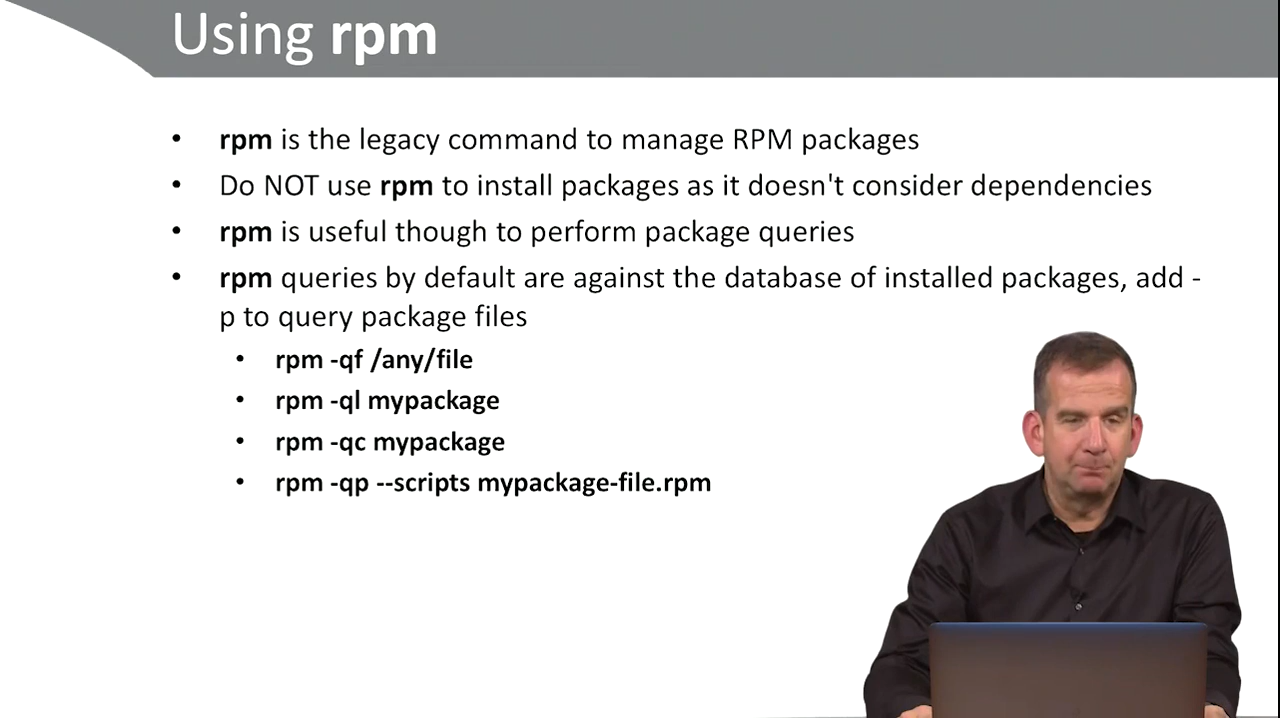 Using rpm
• rpm is the legacy command to manage RPM packages
• Do NOT use rpm to install packages as it doesn't consider dependencies
• rpm is useful though to perform package queries
• rpm queries by default are against the database of installed packages, add -
p to query package files
• rpm -qf /any/file
• rpm -ql mypackage
• rpm -qc mypackage
• rpm -qp --scripts mypackage-file.rpm